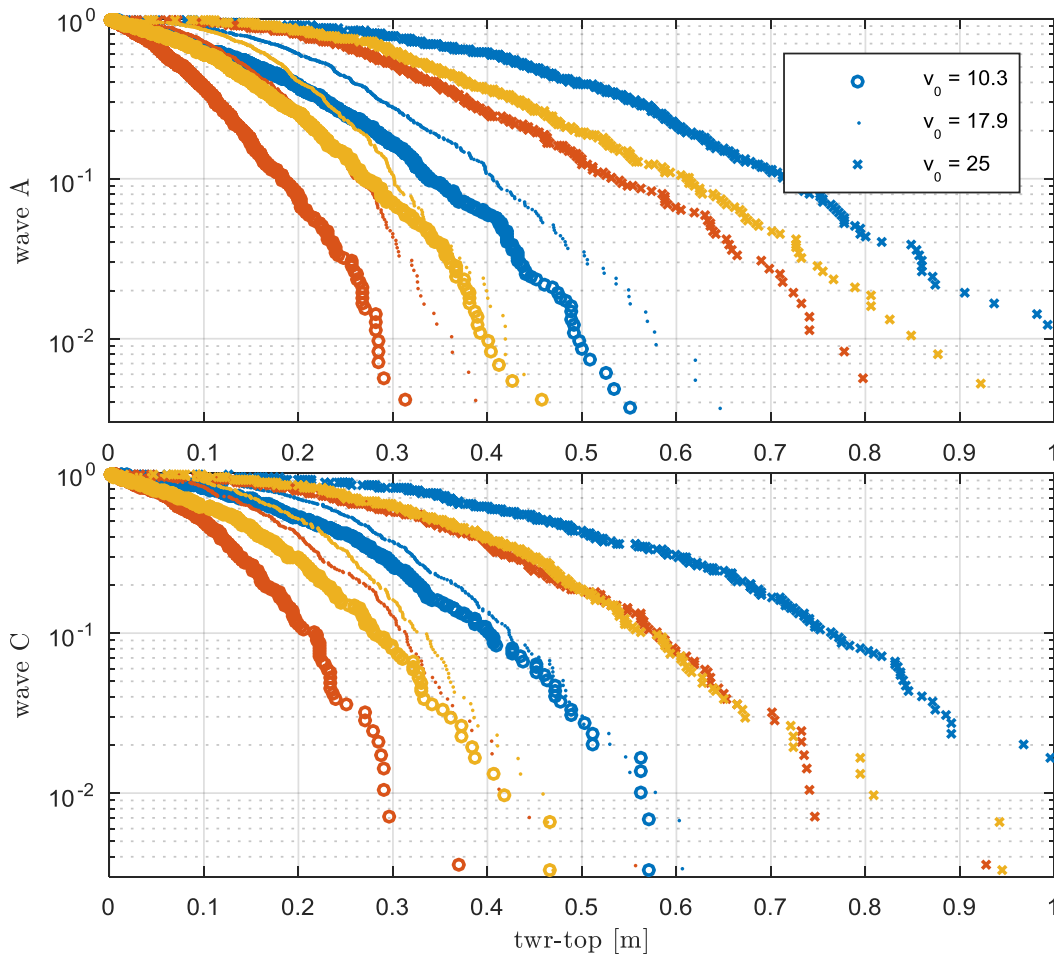 10^0
10^-1
10^-2
wave A
v_0 = 10.3
v_0 = 17.9
v_0 = 25
0 0.1 0.2 0.3 0.4 0.5 0.6 0.7 0.8 0.9 1
10^0
10^-1
10^-2
wave C
0 0.1 0.2 0.3 0.4 0.5 0.6 0.7 0.8 0.9 1
twr-top [m]